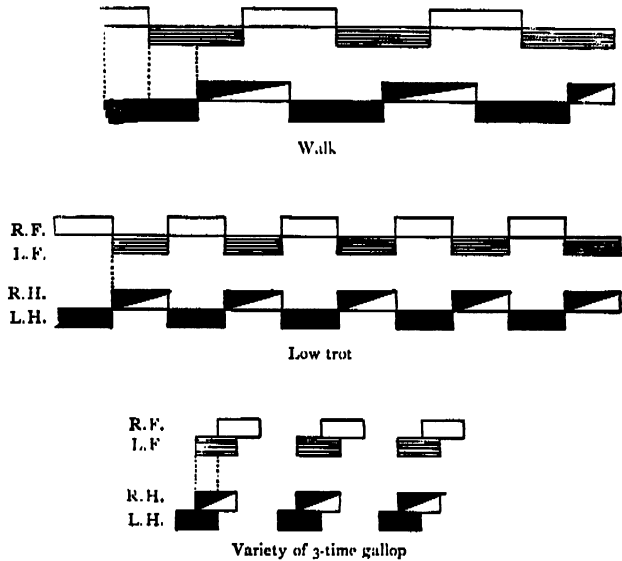 Walk
R.F.
L.F.
R.H.
L.H.
Low trot
R.F.
L.F
R.H.
L.H.
Variety of 3-time gallop